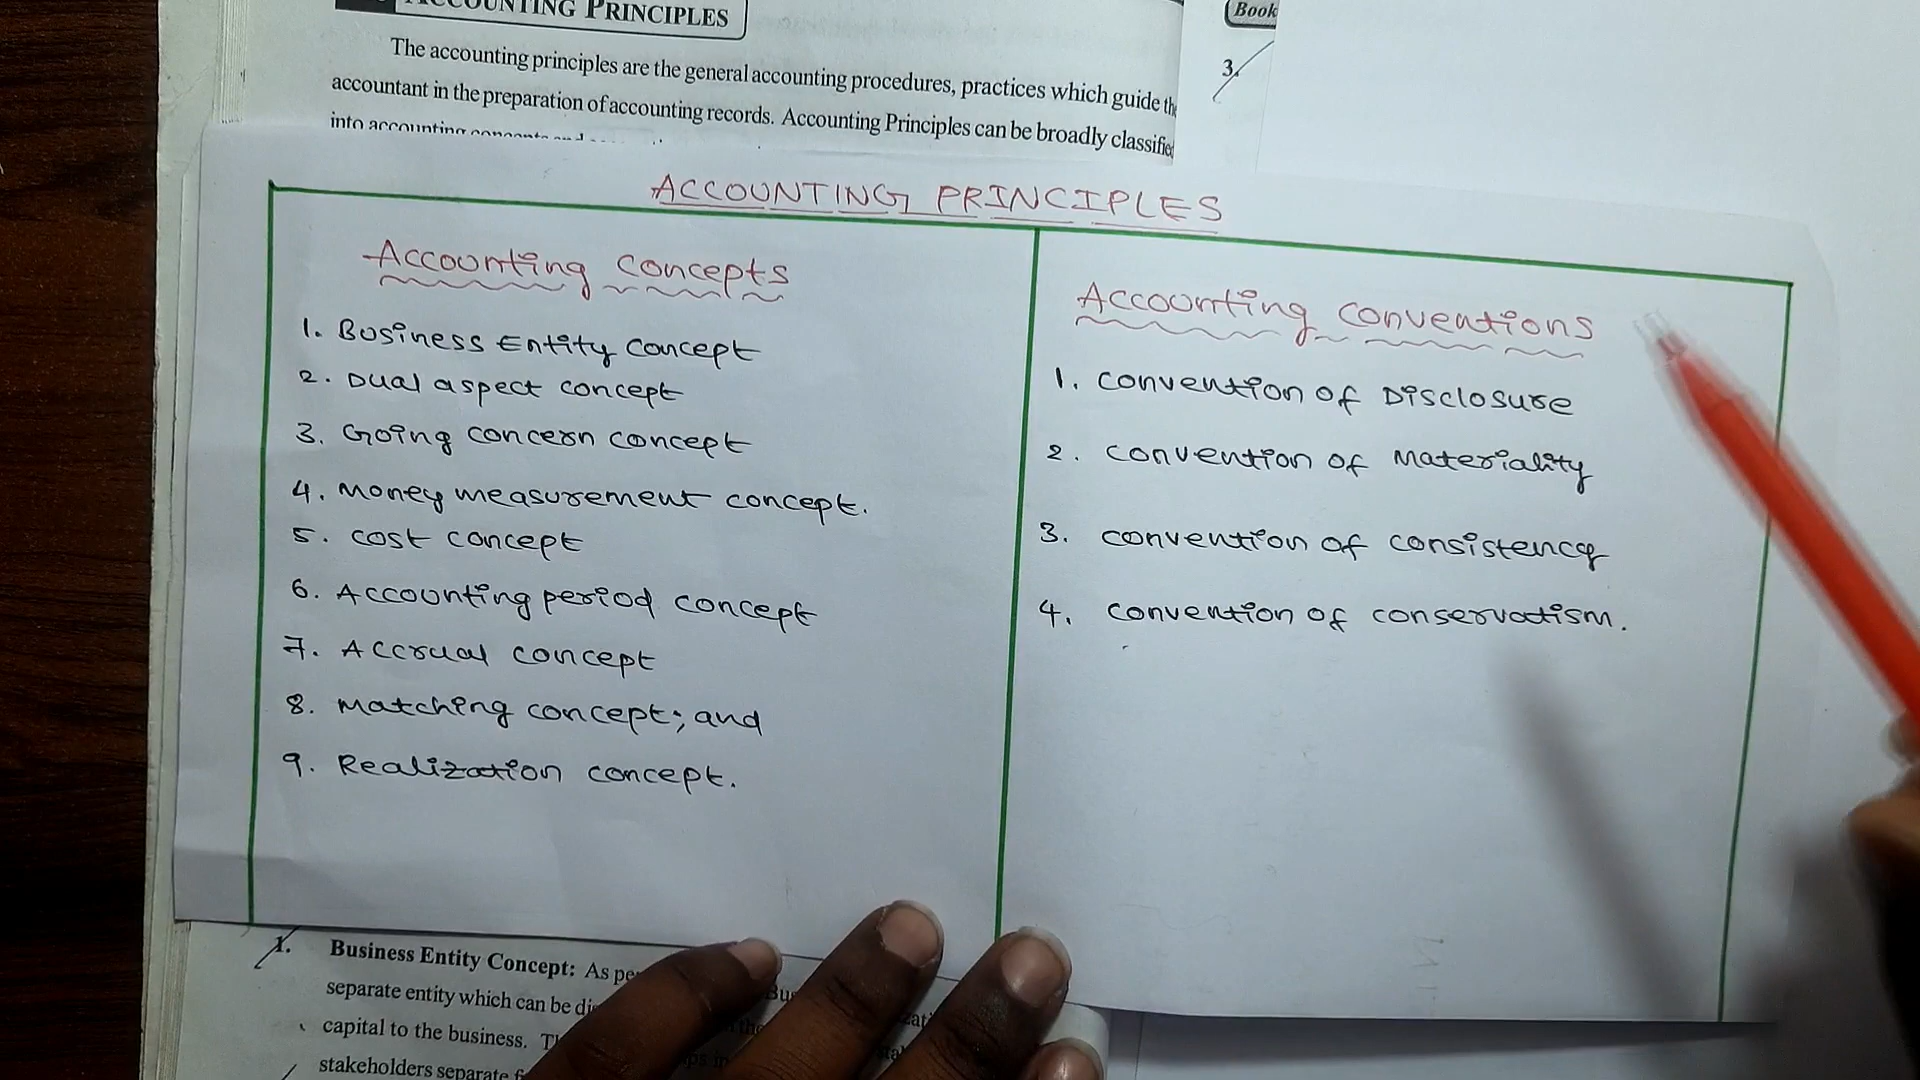 ACCOUNTING PRINCIPLES
The accounting principles are the general accounting procedures, practices which guide the
accountant in the preparation of accounting records. Accounting Principles can be broadly classified
into accounting concepts and
Book
3.
ACCOUNTING PRINCIPLES
Accounting concepts
1. Business Entity concept
2. Dual aspect concept
3. Going concern concept
4. Money measurement concept.
5. cost concept
6. Accounting period concept
7. Accrual concept
8. Matching concept; and
9. Realization concept.
Accounting conventions
1. convention of Disclosure
2. convention of Materiality
3. convention of consistency
4. convention of conservatism.
1. Business Entity Concept: As pe
separate entity which can be di
capital to the business.
stakeholders separate